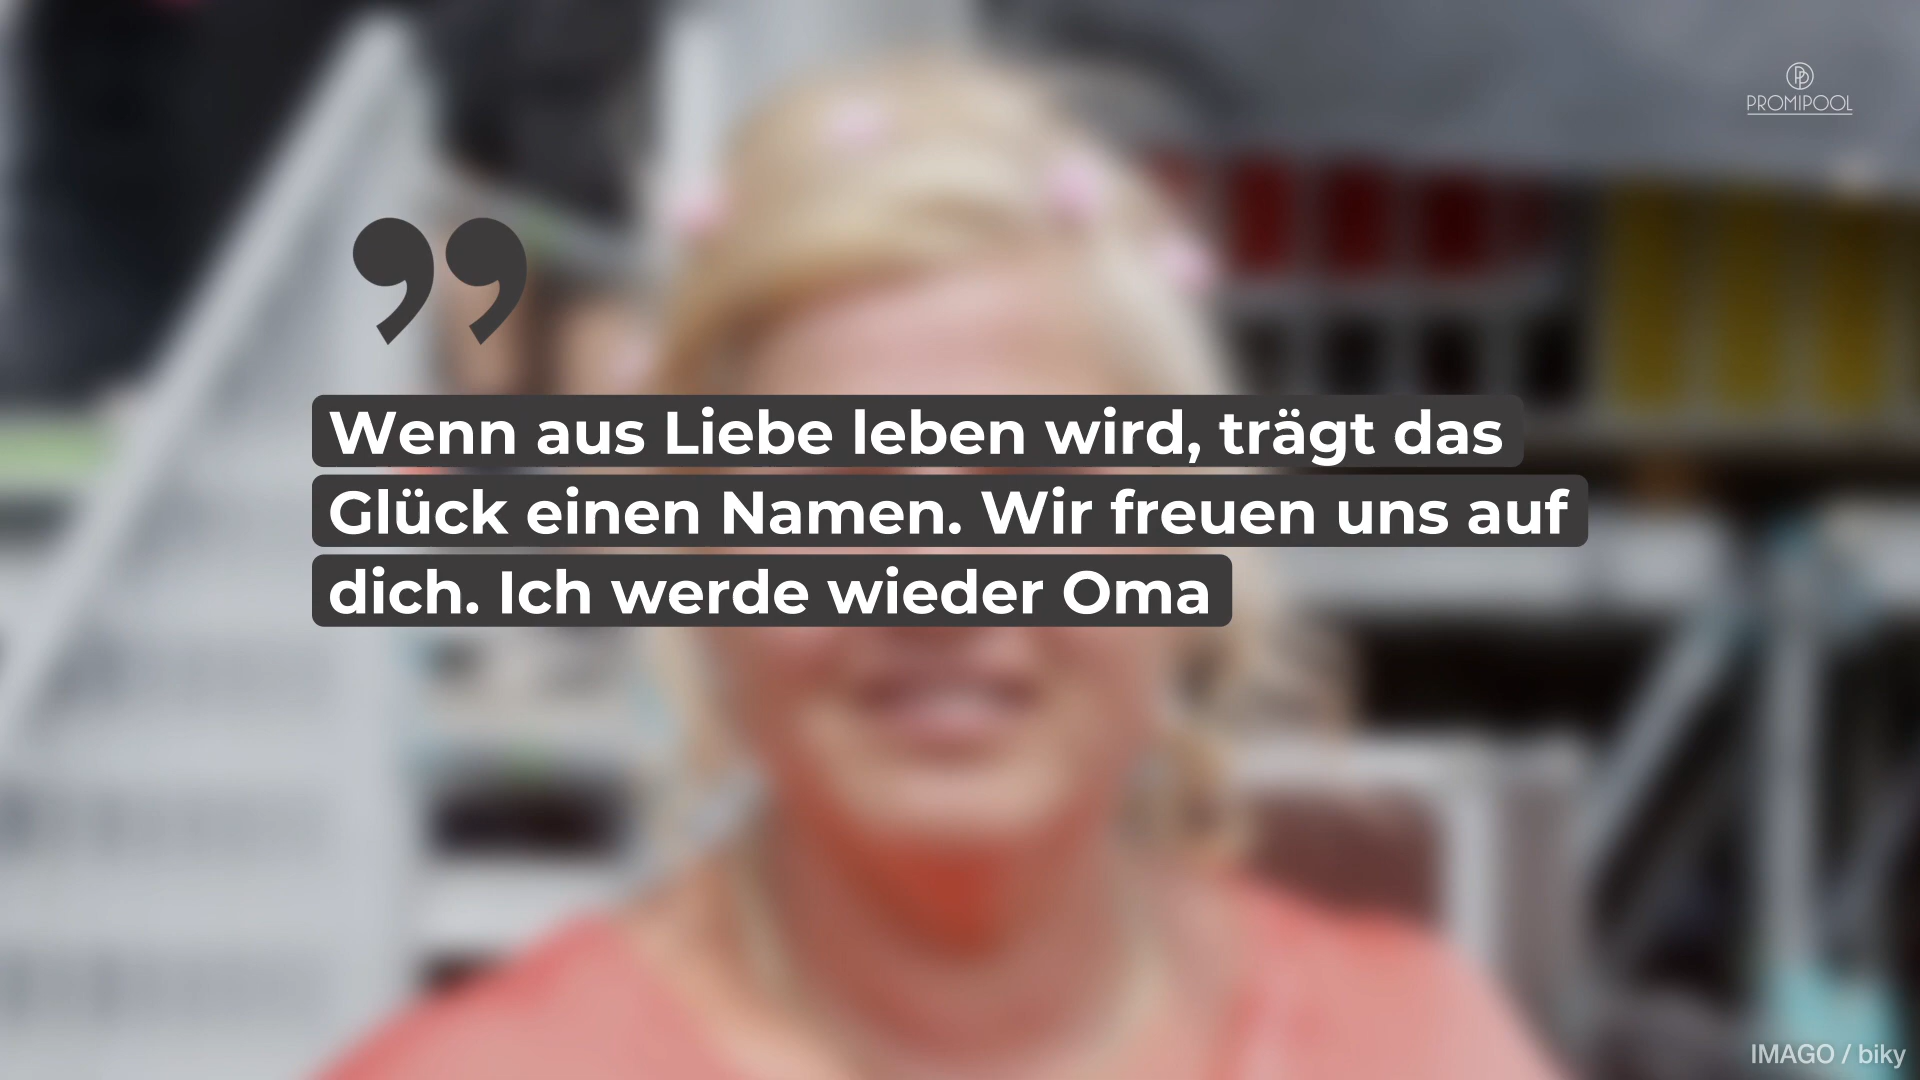 PROMIPOOL
”
Wenn aus Liebe leben wird, trägt das
Glück einen Namen. Wir freuen uns auf
dich. Ich werde wieder Oma
IMAGO / biky